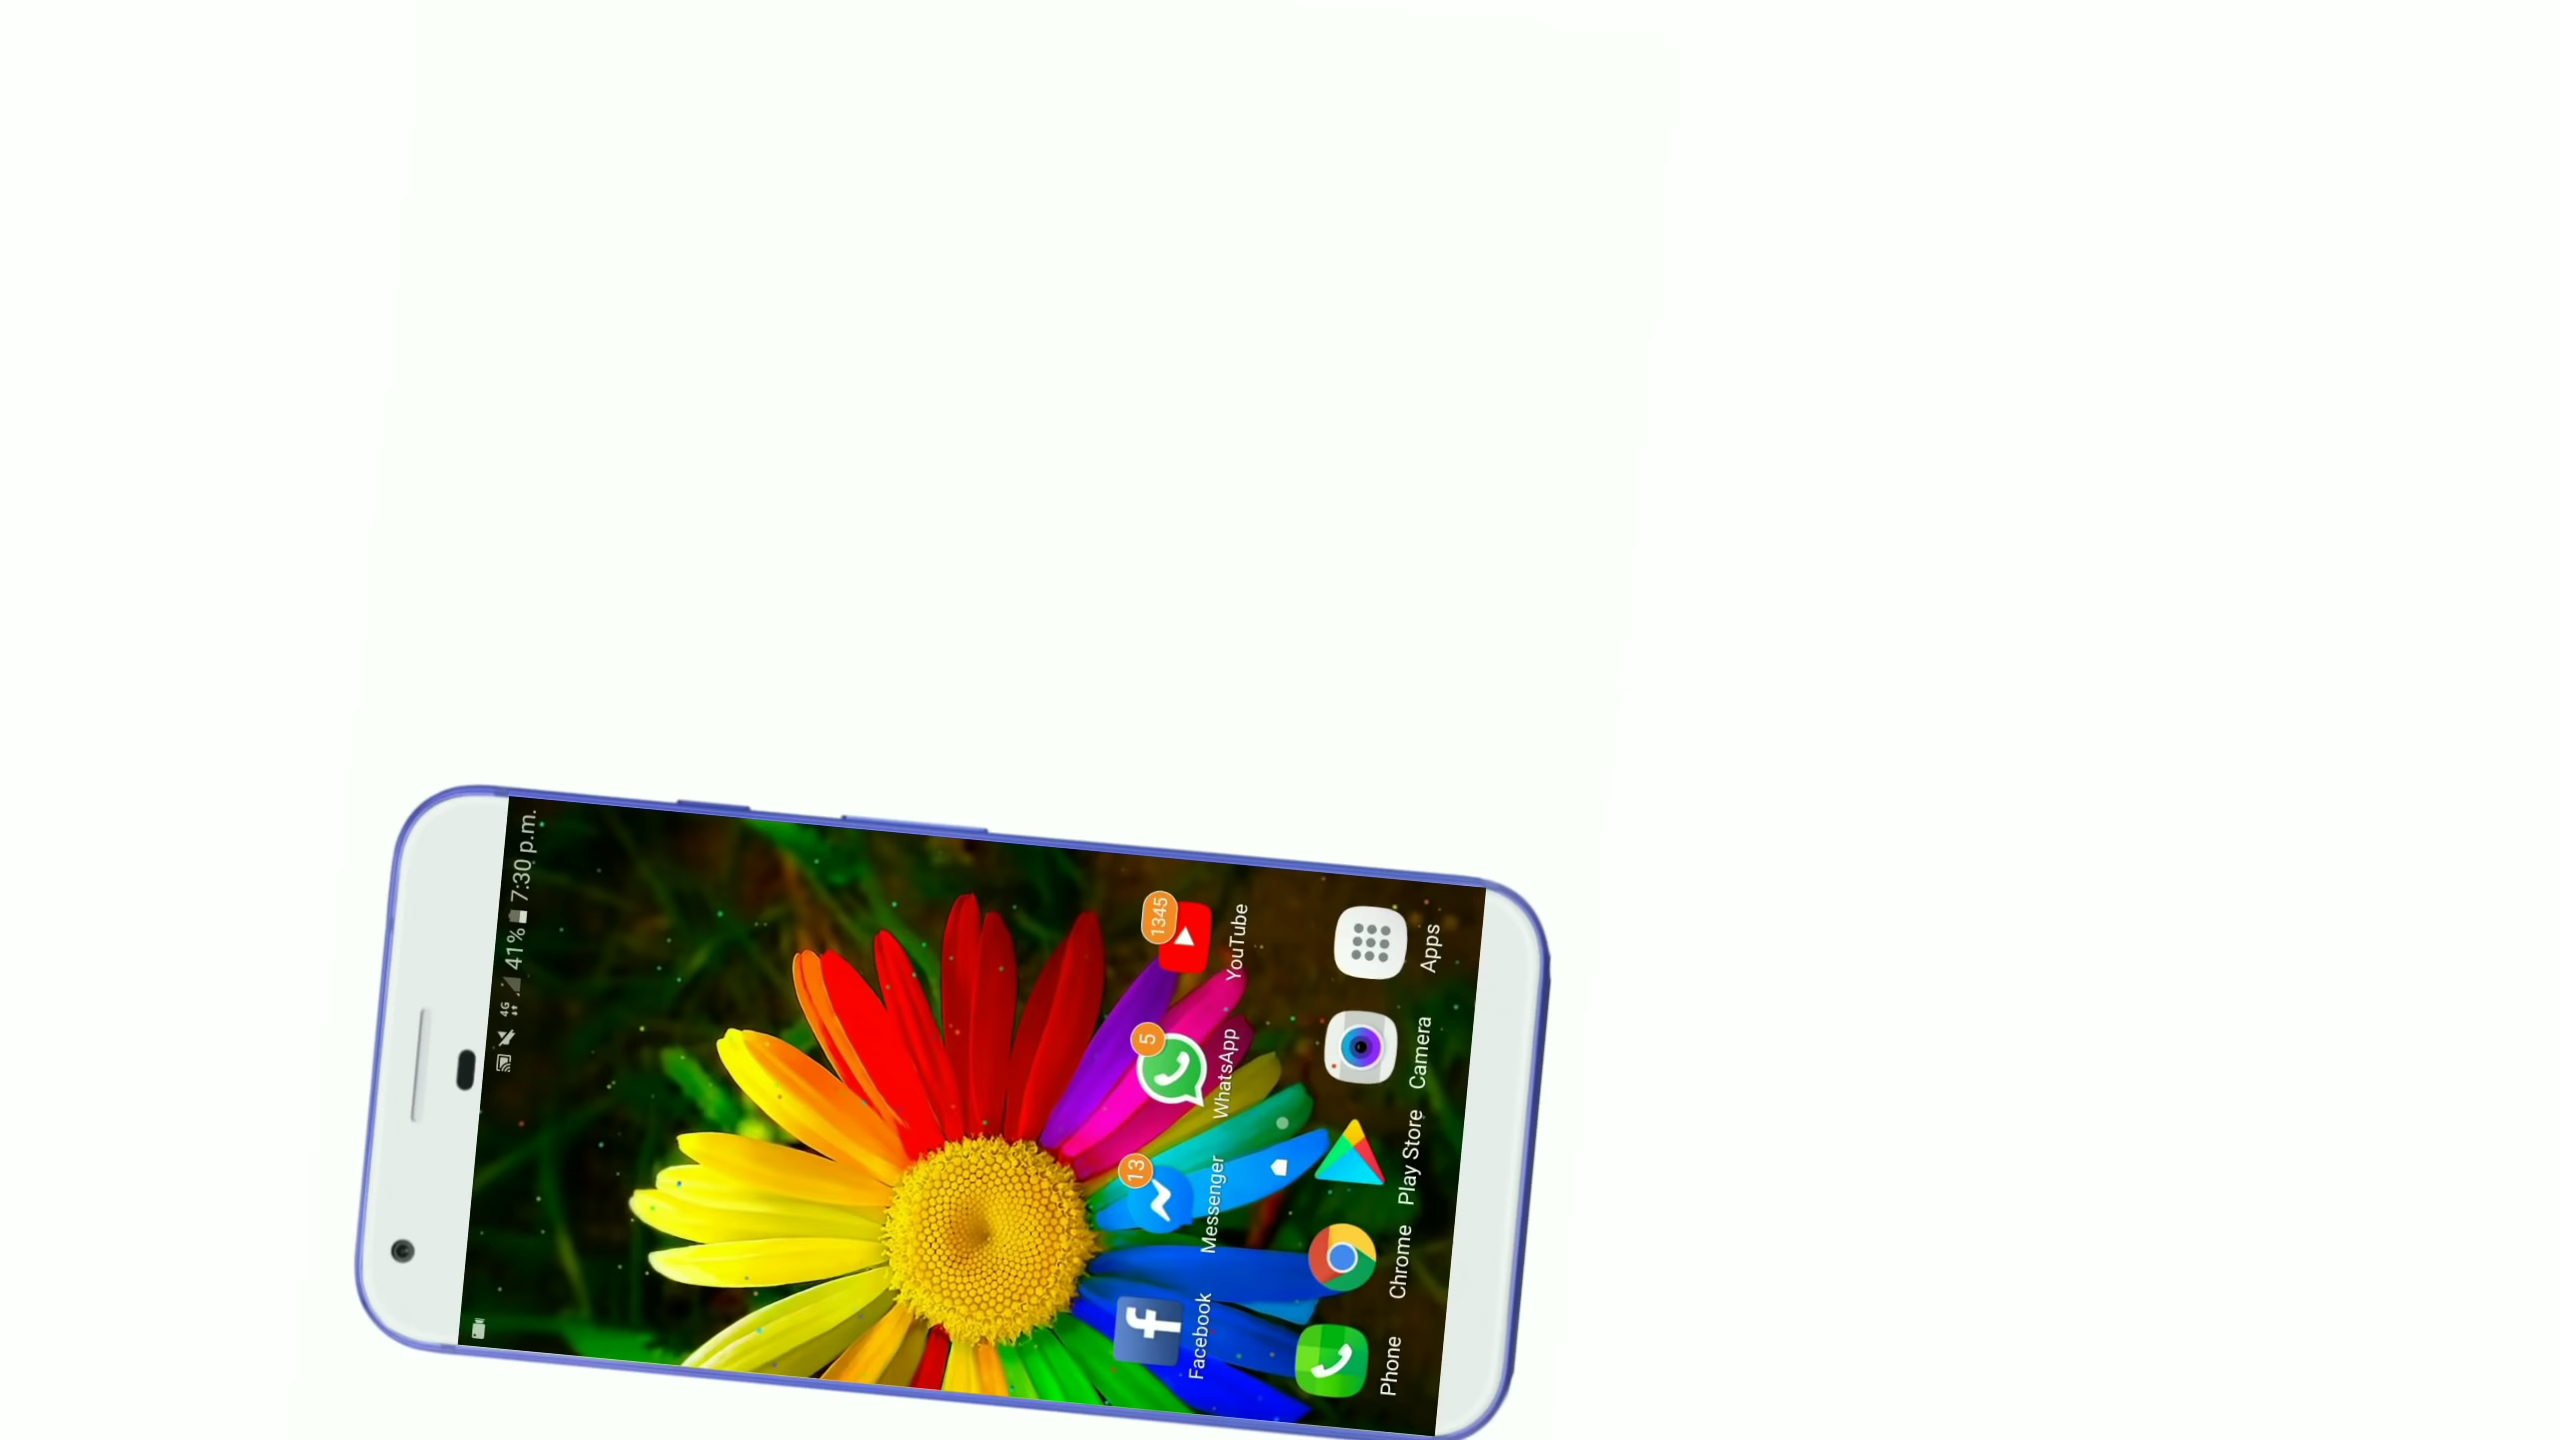 4G 41% 7:30 p.m.
13 5 1345
Facebook Messenger WhatsApp YouTube
Phone Chrome Play Store Camera Apps